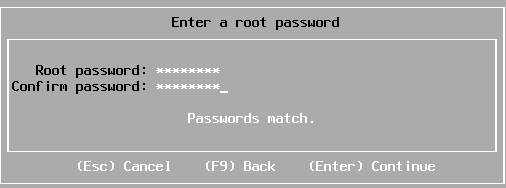 Enter a root password
Root password: ********
Confirm password: ********_
Passwords match.
(Esc) Cancel (F9) Back (Enter) Continue